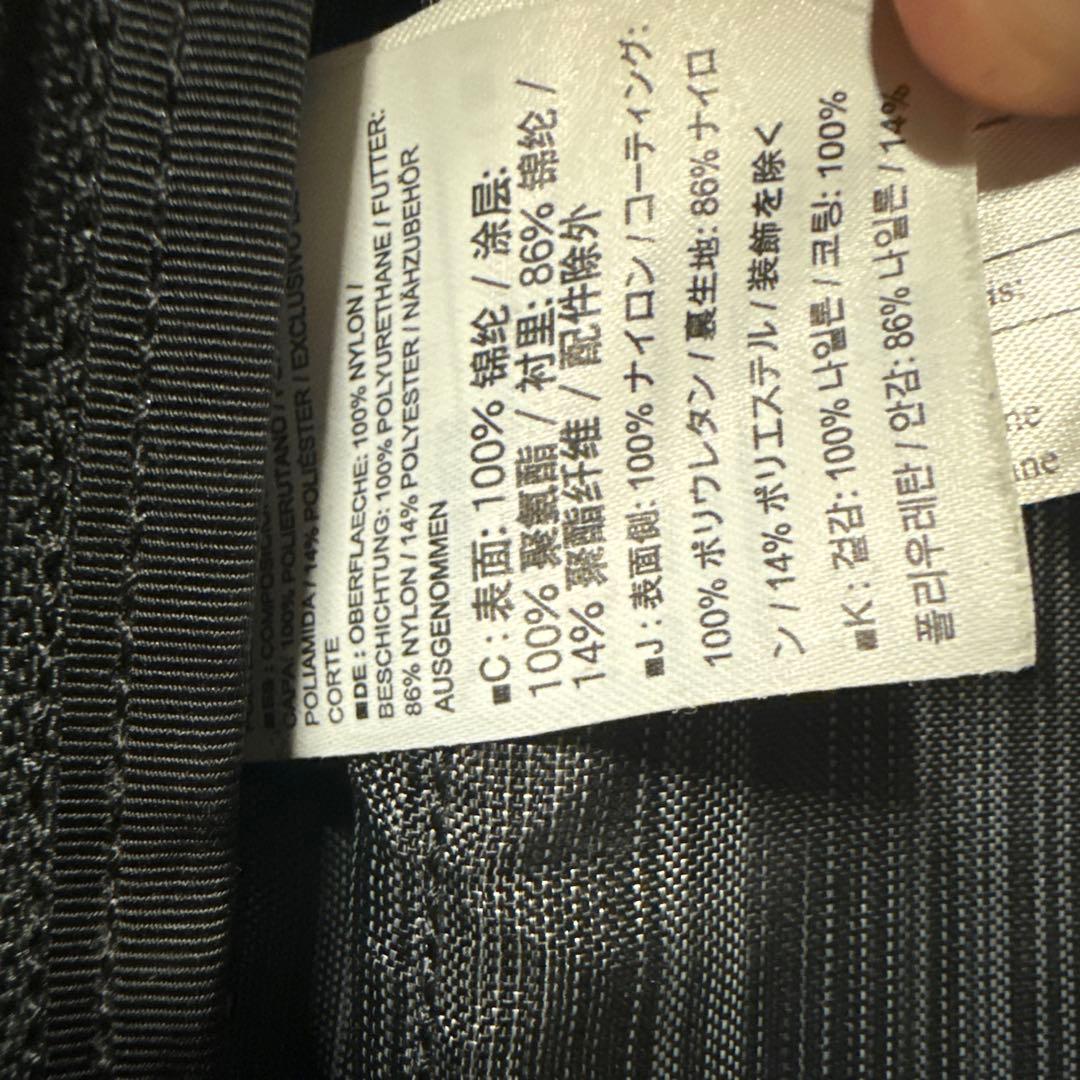 ■ES : COMPOSICIÓN
CAPA: 100% POLIERUTANO /
POLIAMIDA / 14% POLIÉSTER / EXCLUSIVO
CORTE
■DE : OBERFLAECHE: 100% NYLON /
BESCHICHTUNG: 100% POLYURETHANE / FUTTER:
86% NYLON / 14% POLYESTER / NÄHZUBEHÖR
AUSGENOMMEN
■C : 表面: 100% 锦纶 / 涂层:
100% 聚氨酯 / 衬里: 86% 锦纶 /
14% 聚酯纤维 / 配件除外
■J : 表面側: 100% ナイロン / コーティング:
100% ポリウレタン / 裏生地: 86% ナイロ
ン / 14% ポリエステル / 装飾を除く
■K : 겉감: 100% 나일론 / 코팅: 100%
폴리우레탄 / 안감: 86% 나일론 / 14%